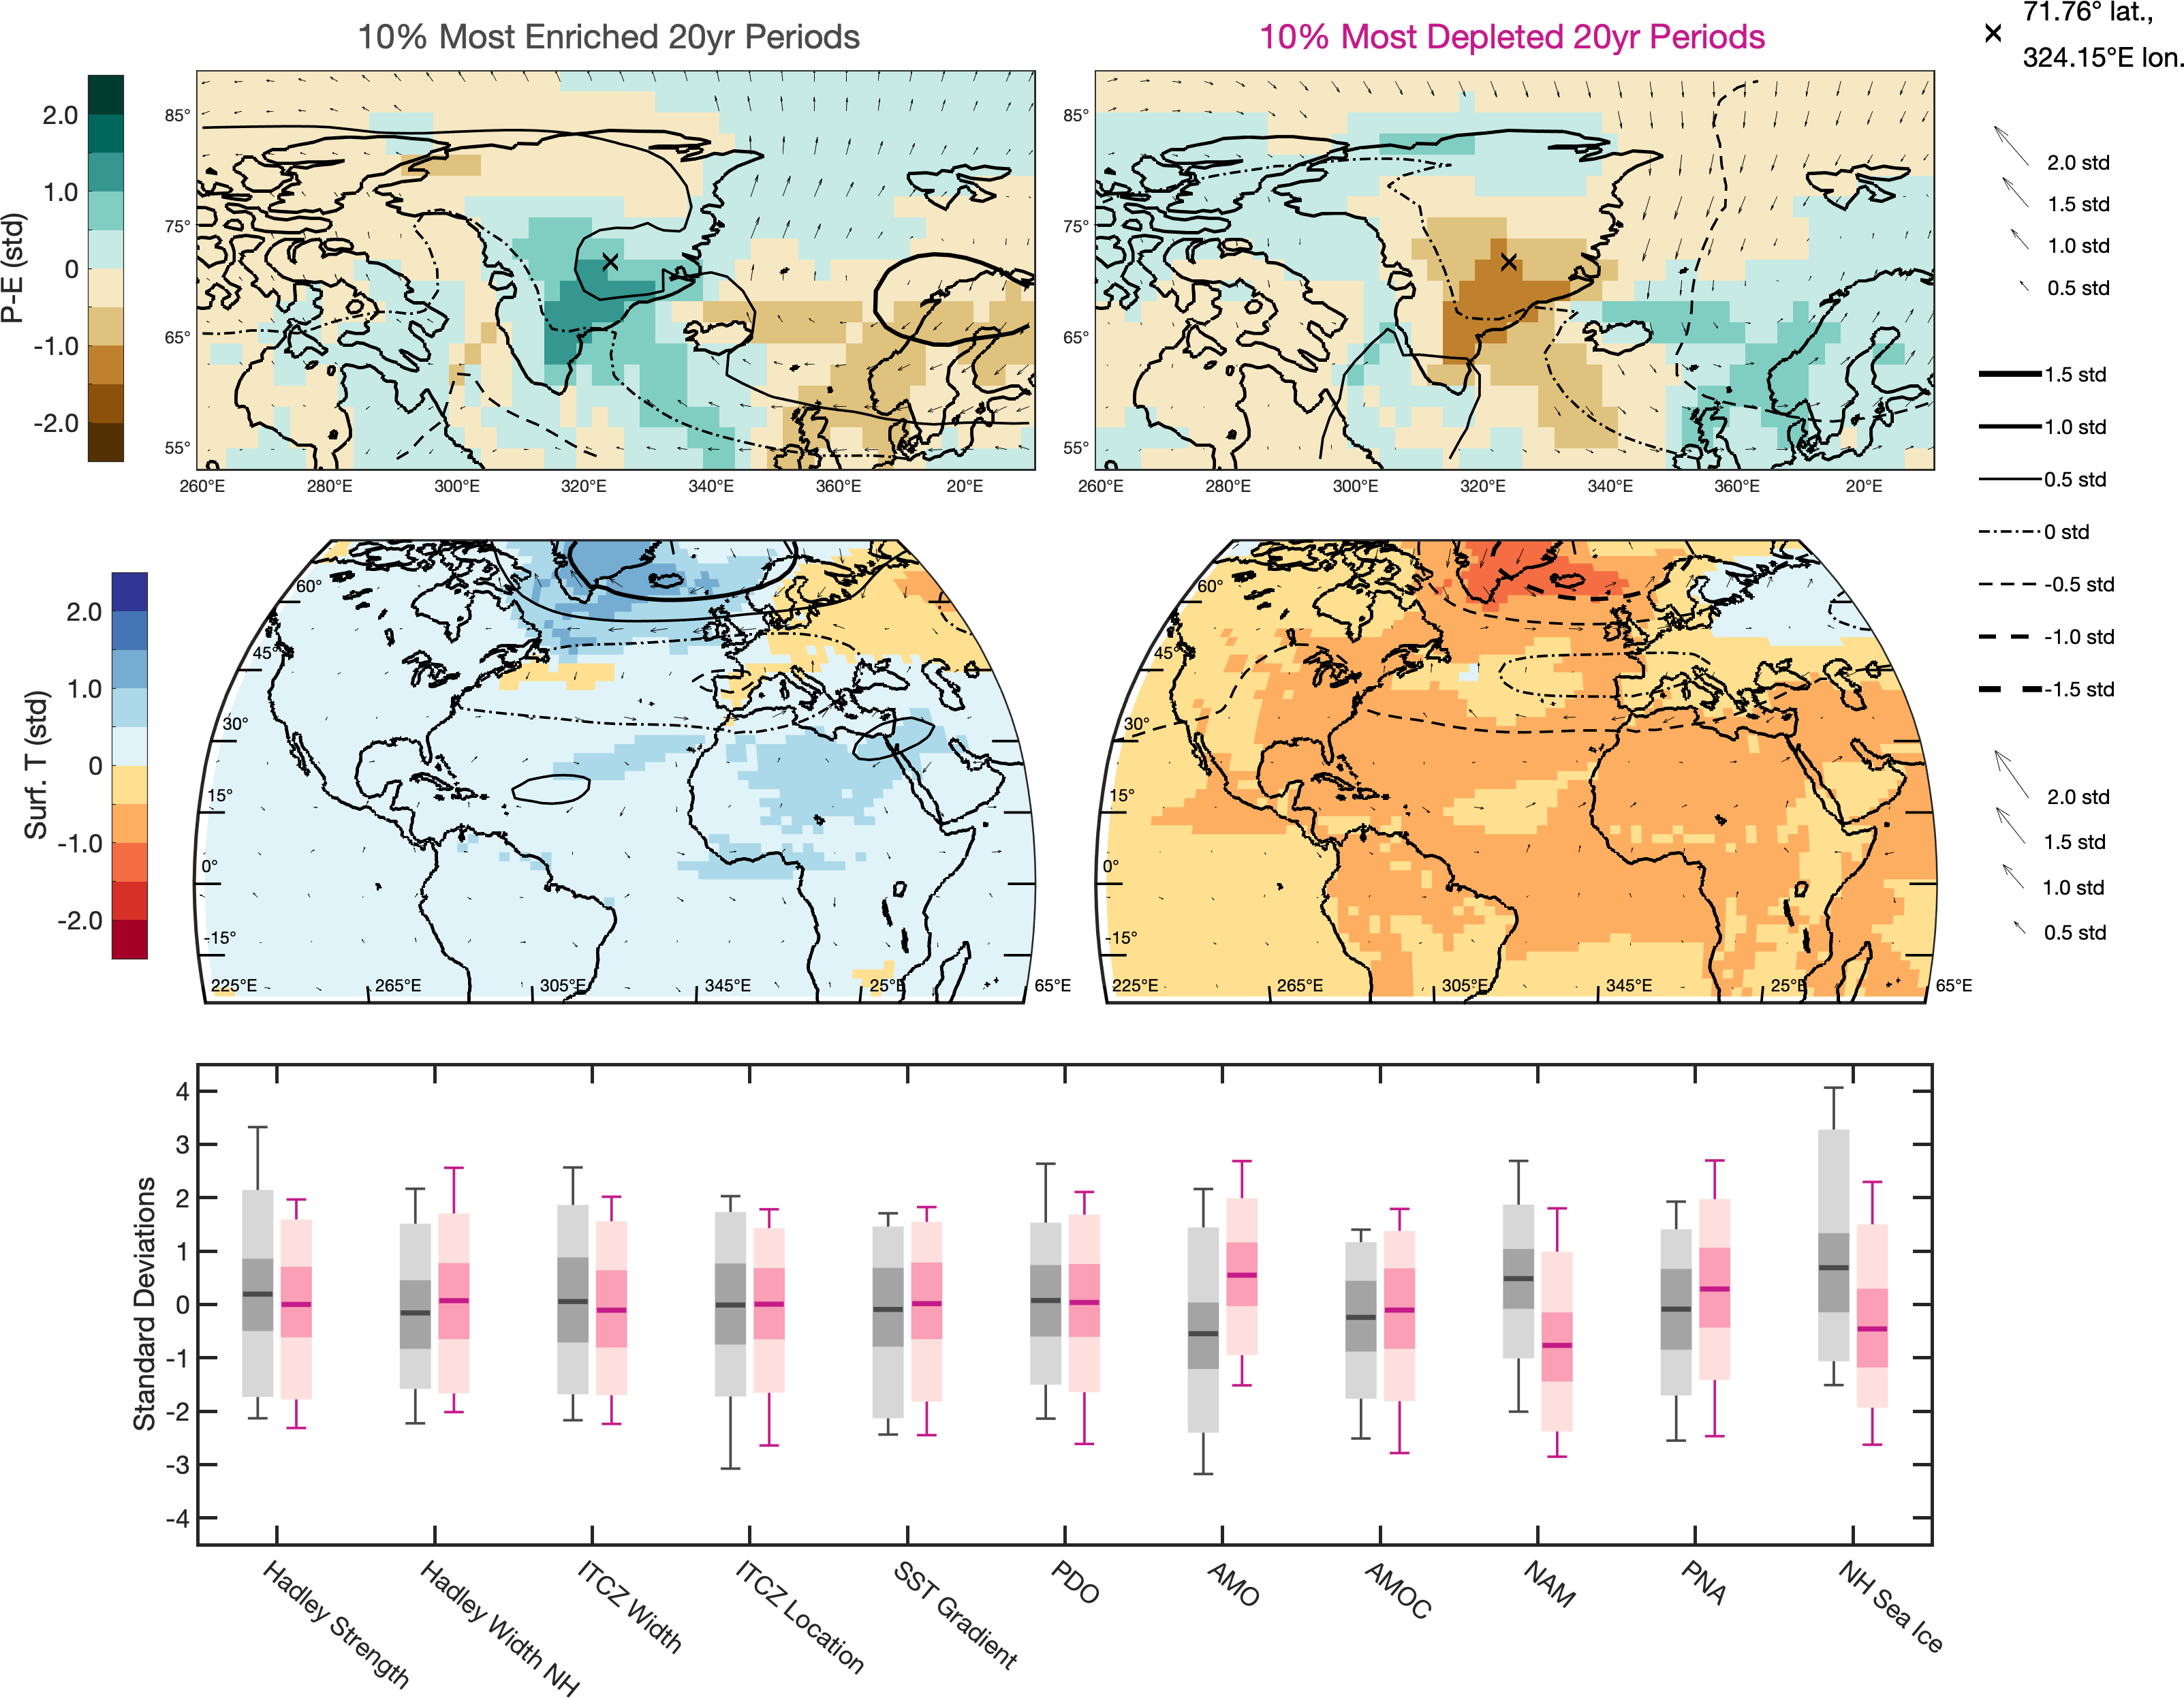 10% Most Enriched 20yr Periods
10% Most Depleted 20yr Periods
71.76° lat.,
324.15°E lon.
P-E (std)
2.0
1.0
0
-1.0
-2.0
85°
75°
65°
55°
260°E 280°E 300°E 320°E 340°E 360°E 20°E
85°
75°
65°
55°
260°E 280°E 300°E 320°E 340°E 360°E 20°E
2.0 std
1.5 std
1.0 std
0.5 std
1.5 std
1.0 std
0.5 std
0 std
-0.5 std
-1.0 std
-1.5 std
Surf. T (std)
2.0
1.0
0
-1.0
-2.0
60°
45°
30°
15°
0°
-15°
225°E 265°E 305°E 345°E 25°E 65°E
60°
45°
30°
15°
0°
-15°
225°E 265°E 305°E 345°E 25°E 65°E
2.0 std
1.5 std
1.0 std
0.5 std
Standard Deviations
4
3
2
1
0
-1
-2
-3
-4
Hadley Strength
Hadley Width NH
ITCZ Width
ITCZ Location
SST Gradient
PDO
AMO
AMOC
NAM
PNA
NH Sea Ice